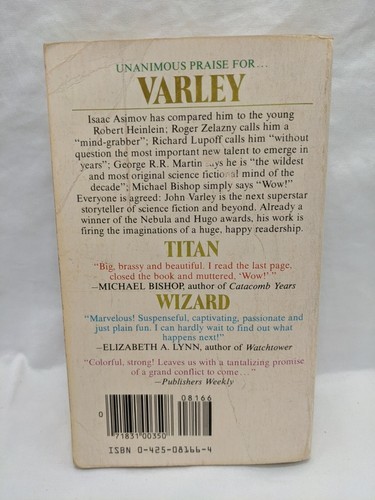 UNANIMOUS PRAISE FOR...
VARLEY
Isaac Asimov has compared him to the young
Robert Heinlein; Roger Zelazny calls him a
"mind-grabber"; Richard Lupoff calls him "without
question the most important new talent to emerge in
years"; George R.R. Martin says he is "the wildest
and most original science fictional mind of the
decade"; Michael Bishop simply says "Wow!"
Everyone is agreed: John Varley is the next superstar
storyteller of science fiction and beyond. Already a
winner of the Nebula and Hugo awards, his work is
firing the imaginations of a huge, happy readership.
TITAN
"Big, brassy and beautiful. I read the last page,
closed the book and muttered, 'Wow!' "
—MICHAEL BISHOP, author of Catacomb Years
WIZARD
"Marvelous! Suspenseful, captivating, passionate and
just plain fun. I can hardly wait to find out what
happens next!"
—ELIZABETH A. LYNN, author of Watchtower
"Colorful, strong! Leaves us with a tantalizing promise
of a grand conflict to come..."
—Publishers Weekly
08166
0
71831 00350
ISBN 0-425-08166-4